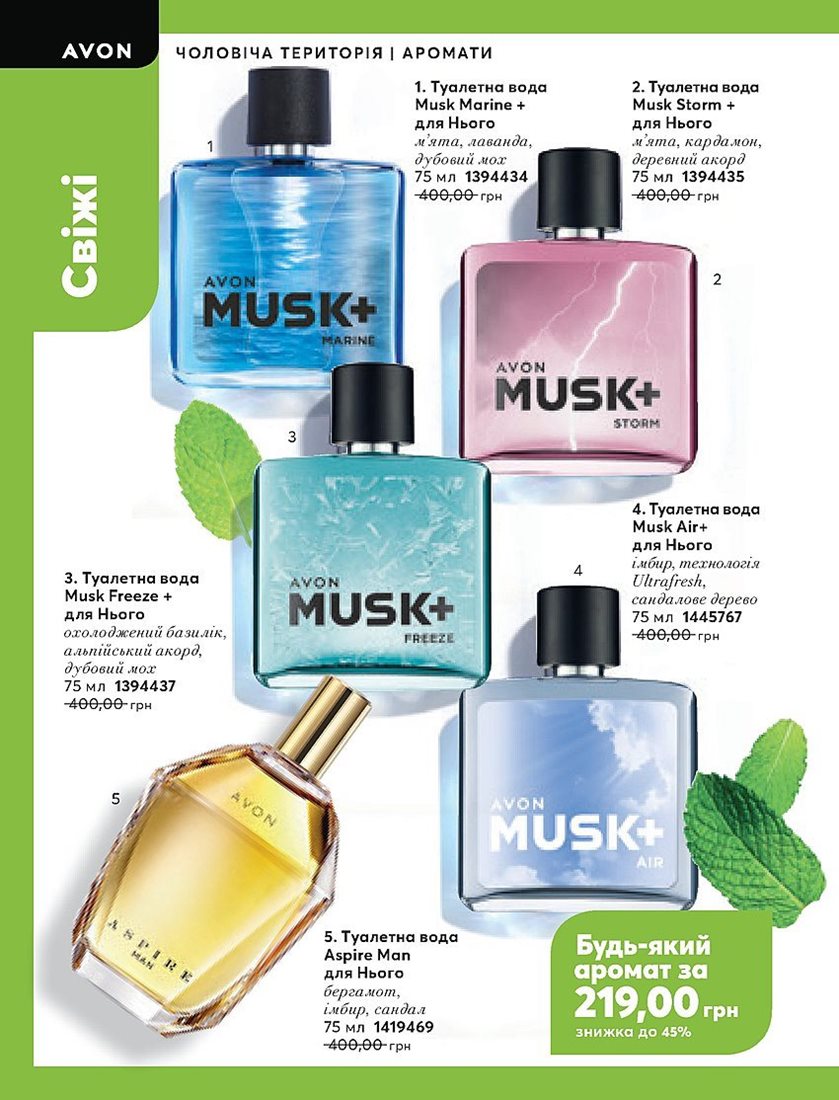 AVON
ЧОЛОВІЧА ТЕРИТОРІЯ | АРОМАТИ
Свіжі
1. Туалетна вода
Musk Marine +
для Нього
м'ята, лаванда,
дубовий мох
75 мл 1394434
400,00 грн
2. Туалетна вода
Musk Storm +
для Нього
м'ята, кардамон,
деревний акорд
75 мл 1394435
400,00 грн
1
AVON
MUSK+
MARINE
2
AVON
MUSK+
STORM
3
AVON
MUSK+
FREEZE
3. Туалетна вода
Musk Freeze +
для Нього
охолоджений базилік,
альпійський акорд,
дубовий мох
75 мл 1394437
400,00 грн
4. Туалетна вода
Musk Air+
для Нього
імбир, технологія
Ultrafresh,
сандалове дерево
75 мл 1445767
400,00 грн
4
AVON
MUSK+
AIR
5
AVON
ASPIRE
MAN
5. Туалетна вода
Aspire Man
для Нього
бергамот,
імбир, сандал
75 мл 1419469
400,00 грн
Будь-який
аромат за
219,00 грн
знижка до 45%